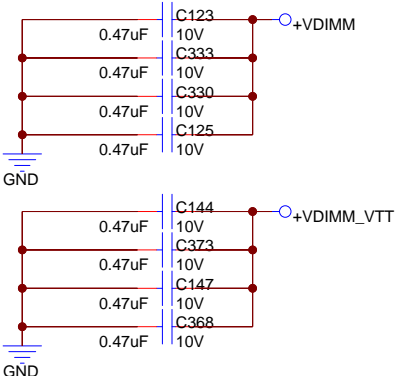 C123
+VDIMM
0.47uF 10V
C333
0.47uF 10V
C330
0.47uF 10V
C125
0.47uF 10V
GND
C144
+VDIMM_VTT
0.47uF 10V
C373
0.47uF 10V
C147
0.47uF 10V
C368
0.47uF 10V
GND